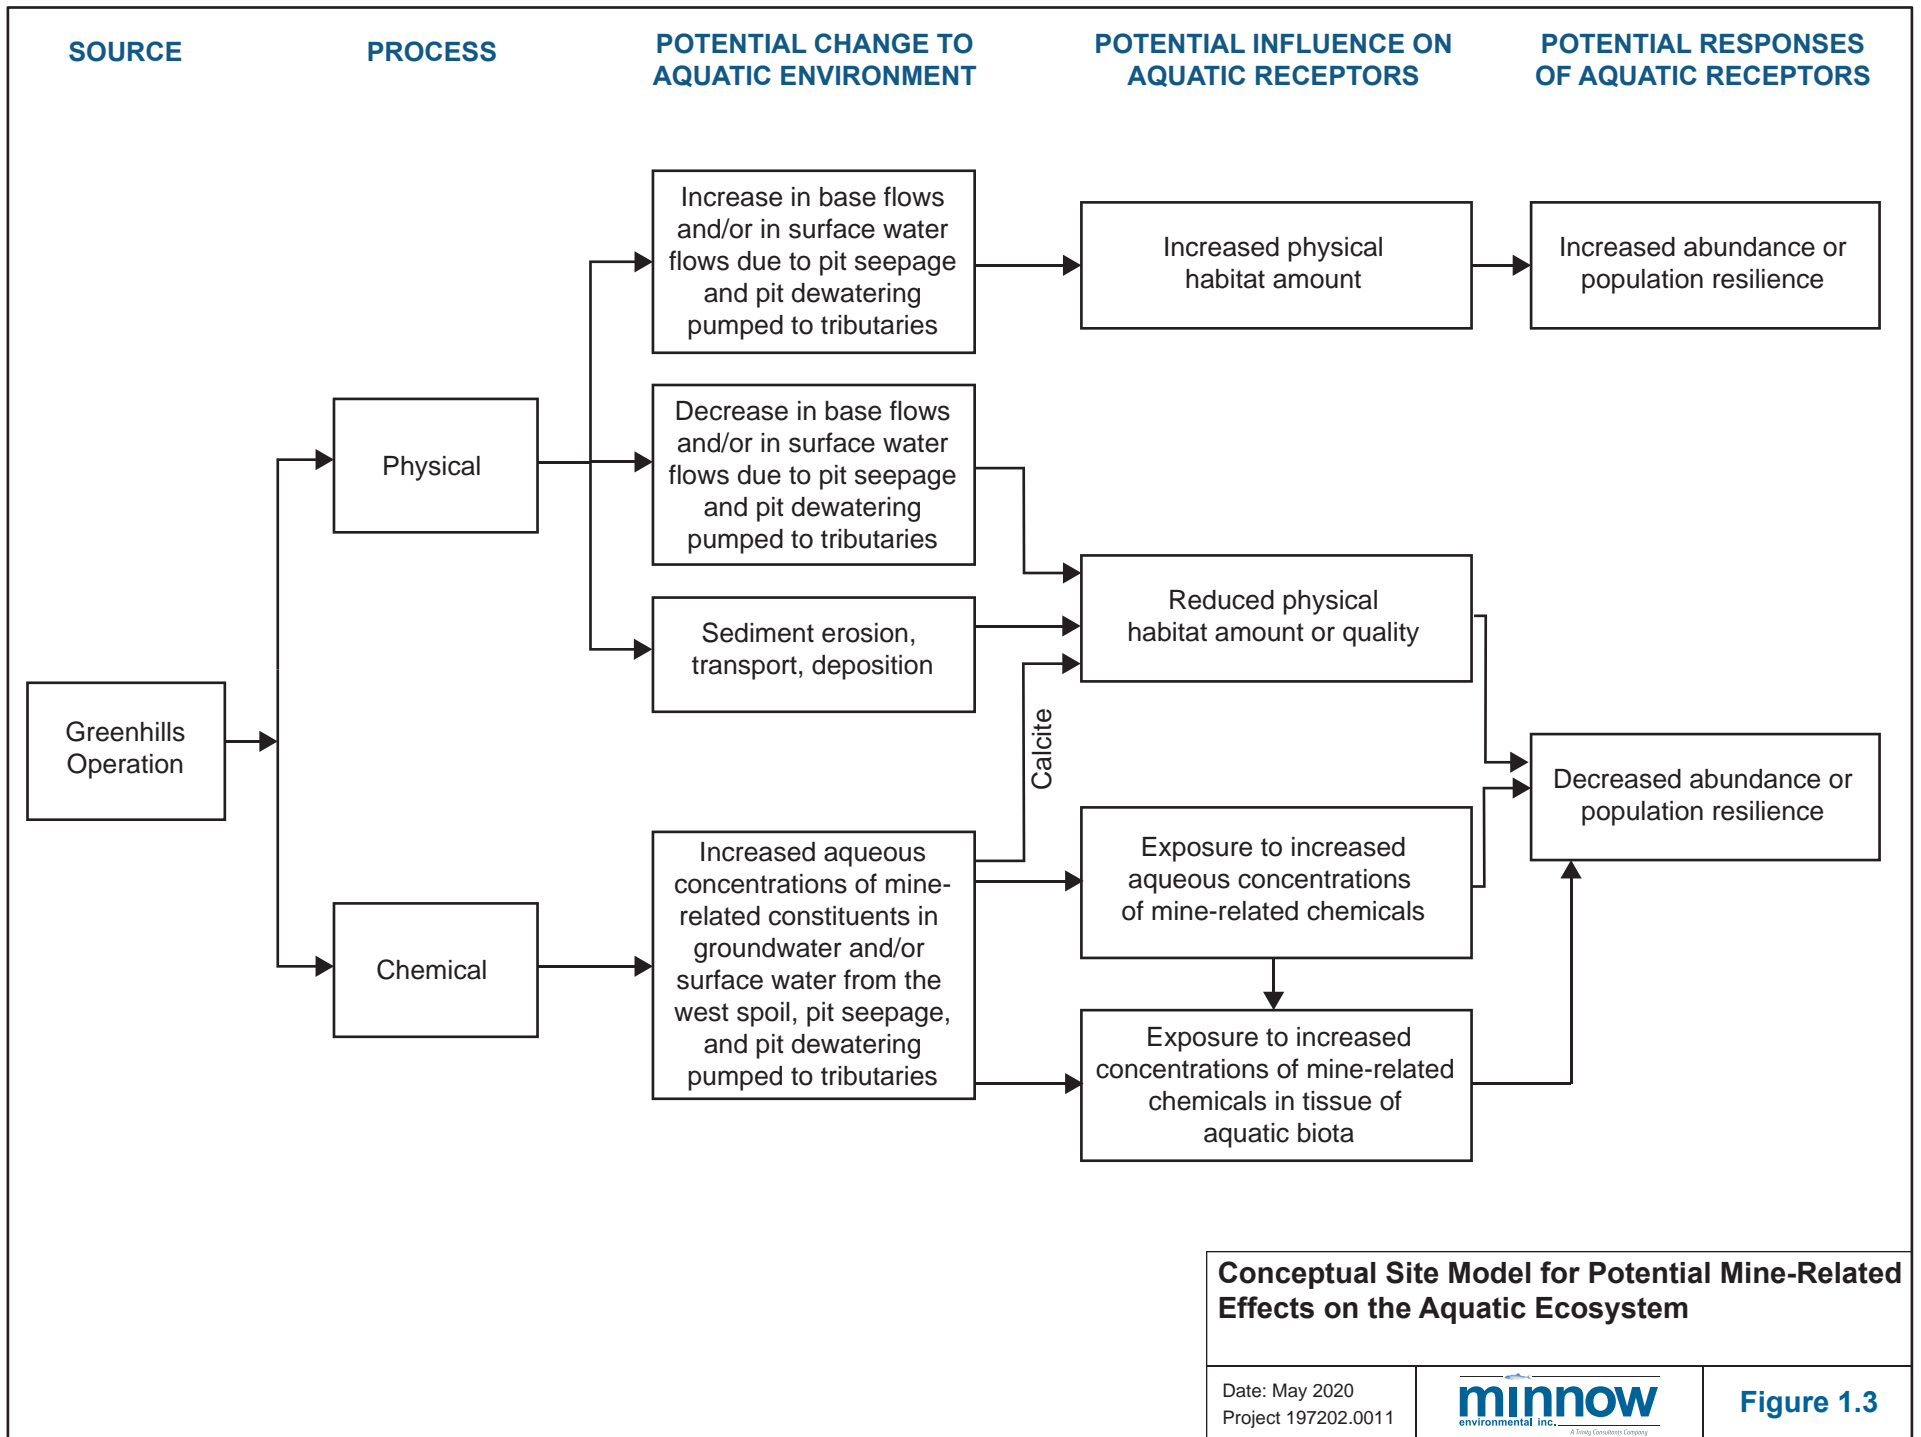 SOURCE
PROCESS
POTENTIAL CHANGE TO
AQUATIC ENVIRONMENT
POTENTIAL INFLUENCE ON
AQUATIC RECEPTORS
POTENTIAL RESPONSES
OF AQUATIC RECEPTORS
Greenhills
Operation
Physical
Chemical
Increase in base flows
and/or in surface water
flows due to pit seepage
and pit dewatering
pumped to tributaries
Decrease in base flows
and/or in surface water
flows due to pit seepage
and pit dewatering
pumped to tributaries
Sediment erosion,
transport, deposition
Increased aqueous
concentrations of mine-
related constituents in
groundwater and/or
surface water from the
west spoil, pit seepage,
and pit dewatering
pumped to tributaries
Calcite
Increased physical
habitat amount
Reduced physical
habitat amount or quality
Exposure to increased
aqueous concentrations
of mine-related chemicals
Exposure to increased
concentrations of mine-related
chemicals in tissue of
aquatic biota
Increased abundance or
population resilience
Decreased abundance or
population resilience
Conceptual Site Model for Potential Mine-Related
Effects on the Aquatic Ecosystem
Date: May 2020
Project 197202.0011
minnow
environmental inc.
A Trinity Consultants Company
Figure 1.3